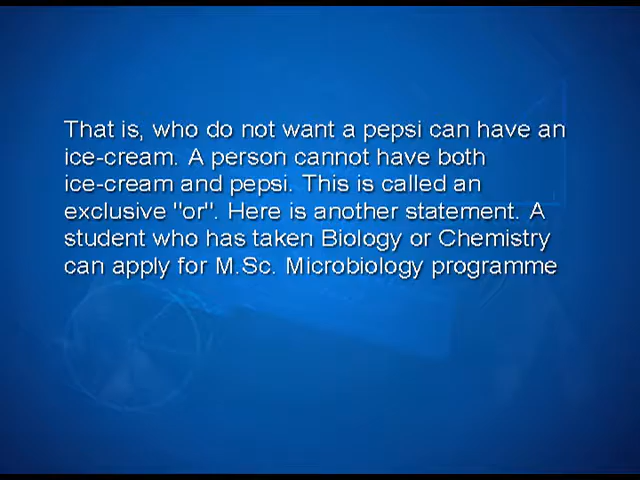 That is, who do not want a pepsi can have an
ice-cream. A person cannot have both
ice-cream and pepsi. This is called an
exclusive "or". Here is another statement. A
student who has taken Biology or Chemistry
can apply for M.Sc. Microbiology programme